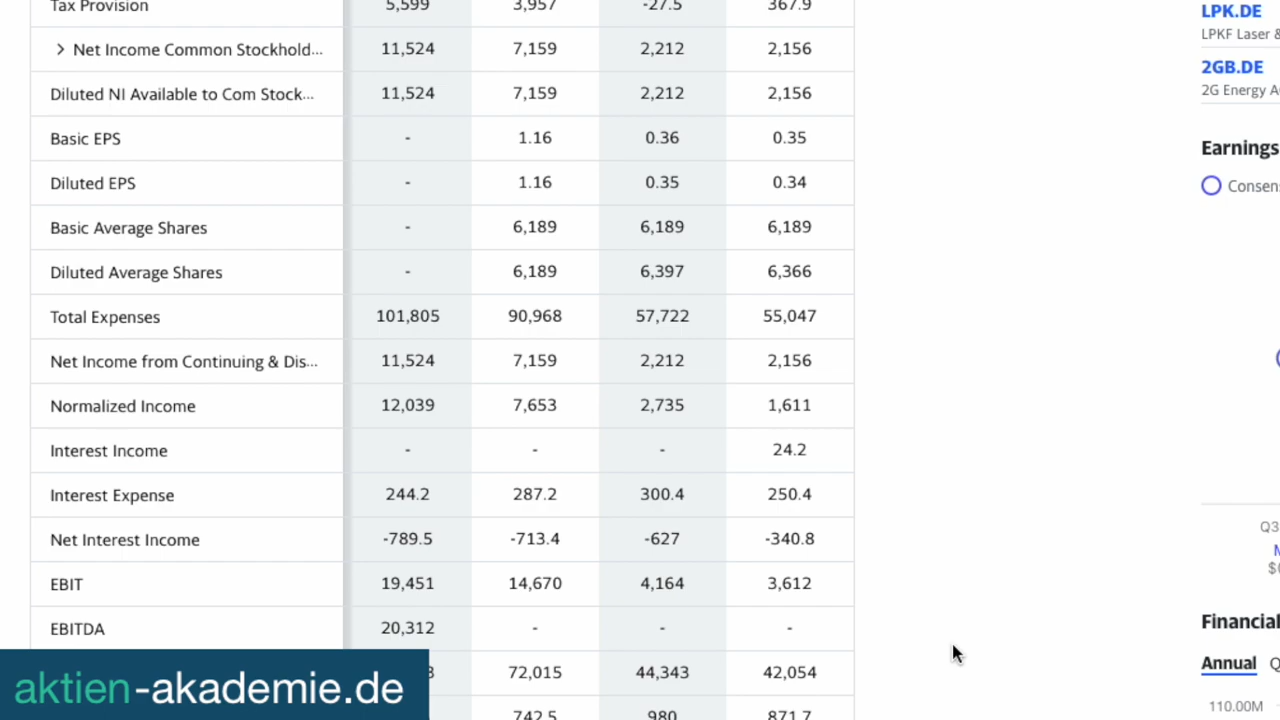 Tax Provision 5,599 3,957 -27.5 367.9
Net Income Common Stockhold... 11,524 7,159 2,212 2,156
Diluted NI Available to Com Stock... 11,524 7,159 2,212 2,156
Basic EPS - 1.16 0.36 0.35
Diluted EPS - 1.16 0.35 0.34
Basic Average Shares - 6,189 6,189 6,189
Diluted Average Shares - 6,189 6,397 6,366
Total Expenses 101,805 90,968 57,722 55,047
Net Income from Continuing & Dis... 11,524 7,159 2,212 2,156
Normalized Income 12,039 7,653 2,735 1,611
Interest Income - - - 24.2
Interest Expense 244.2 287.2 300.4 250.4
Net Interest Income -789.5 -713.4 -627 -340.8
EBIT 19,451 14,670 4,164 3,612
EBITDA 20,312 - - -
72,015 44,343 42,054
742.5 980 871.7
aktien-akademie.de
LPK.DE
LPKF Laser &
2GB.DE
2G Energy
Earnings
Q3
Financial
Annual
110.00M